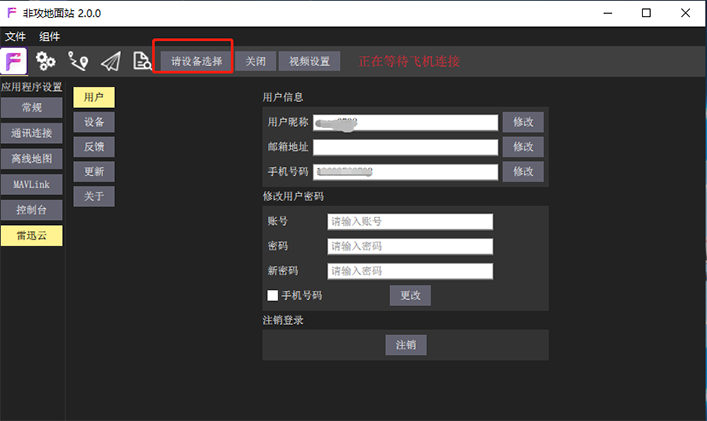 非攻地面站 2.0.0
文件 组件
请设备选择 关闭 视频设置 正在等待飞机连接
应用程序设置
常规
通讯连接
离线地图
MAVLink
控制台
雷迅云
用户
设备
反馈
更新
关于
用户信息
用户昵称 修改
邮箱地址 修改
手机号码 修改
修改用户密码
账号 请输入账号
密码 请输入密码
新密码 请输入密码
手机号码 更改
注销登录
注销